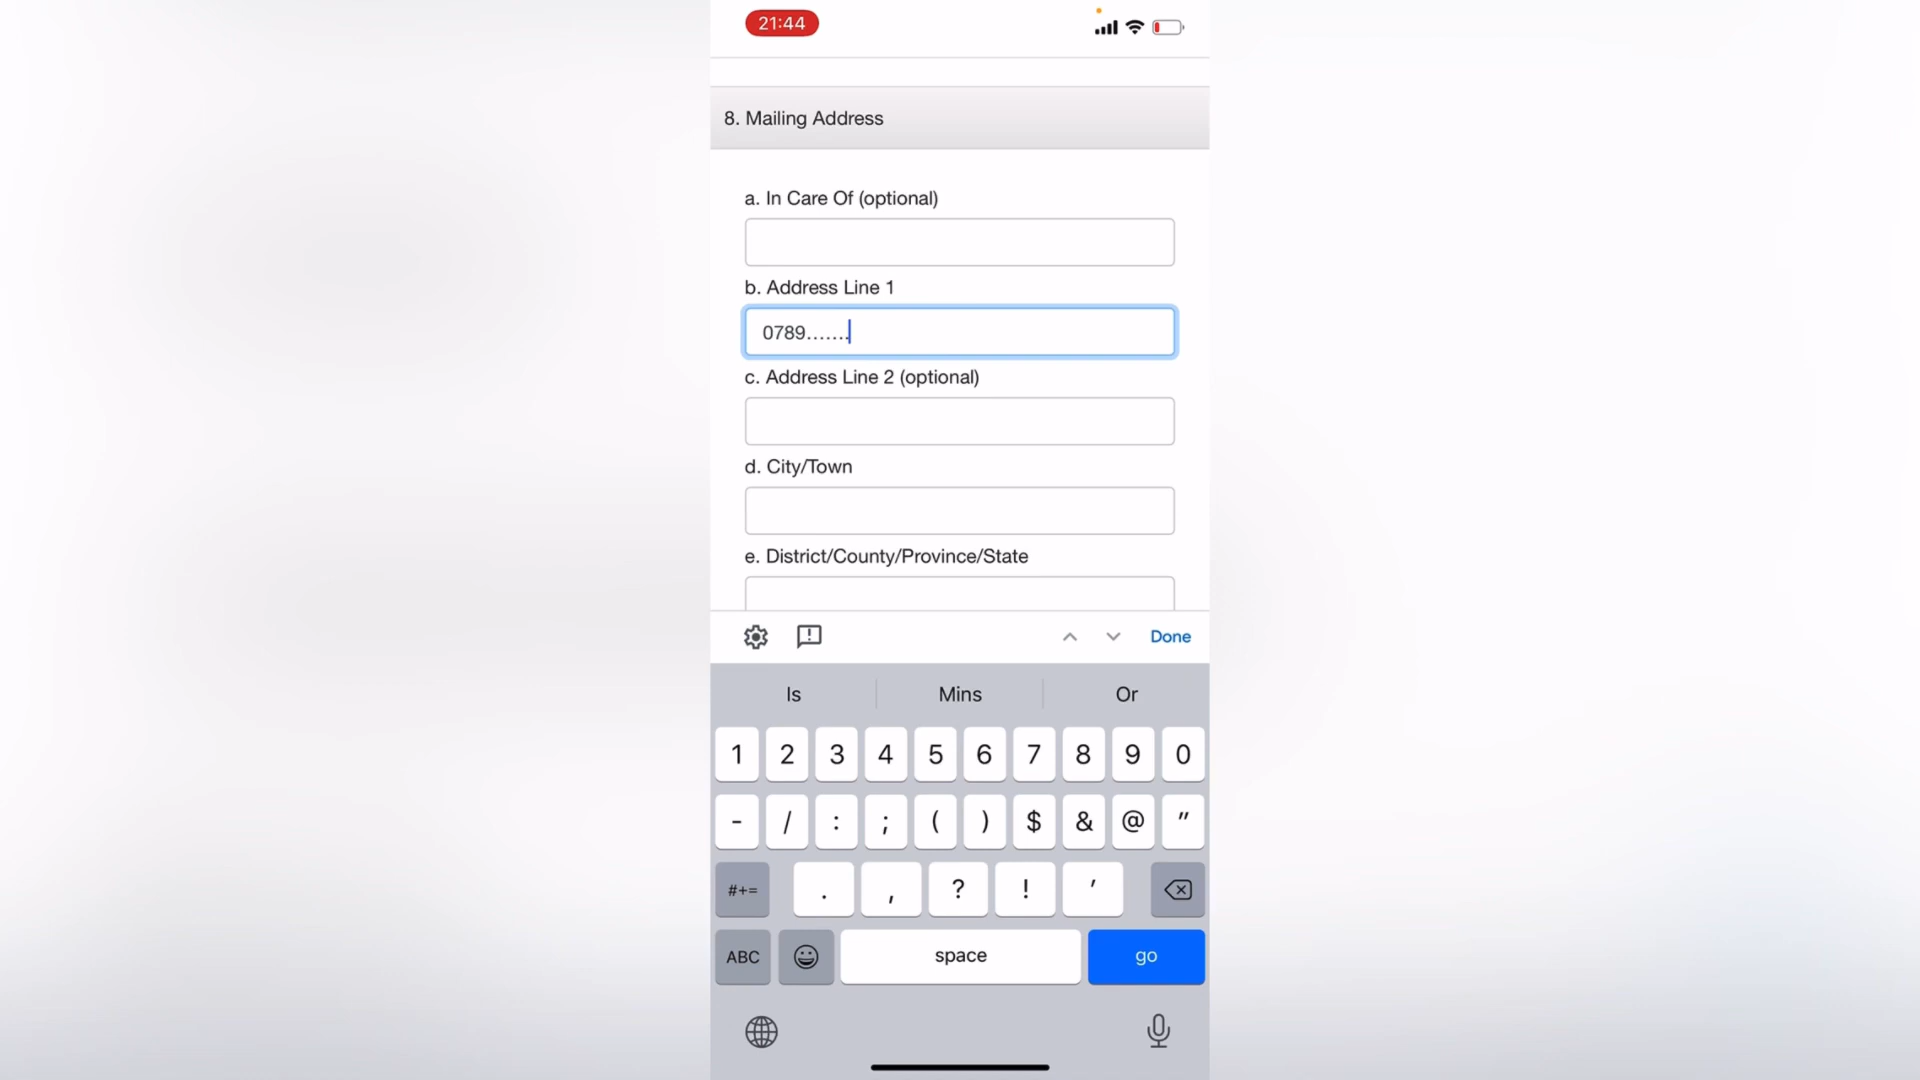 21:44
8. Mailing Address
a. In Care Of (optional)
b. Address Line 1
0789.......
c. Address Line 2 (optional)
d. City/Town
e. District/County/Province/State
Done
Is Mins Or
1 2 3 4 5 6 7 8 9 0
- / : ; ( ) $ & @ "
#+= . , ? ! '
ABC space go